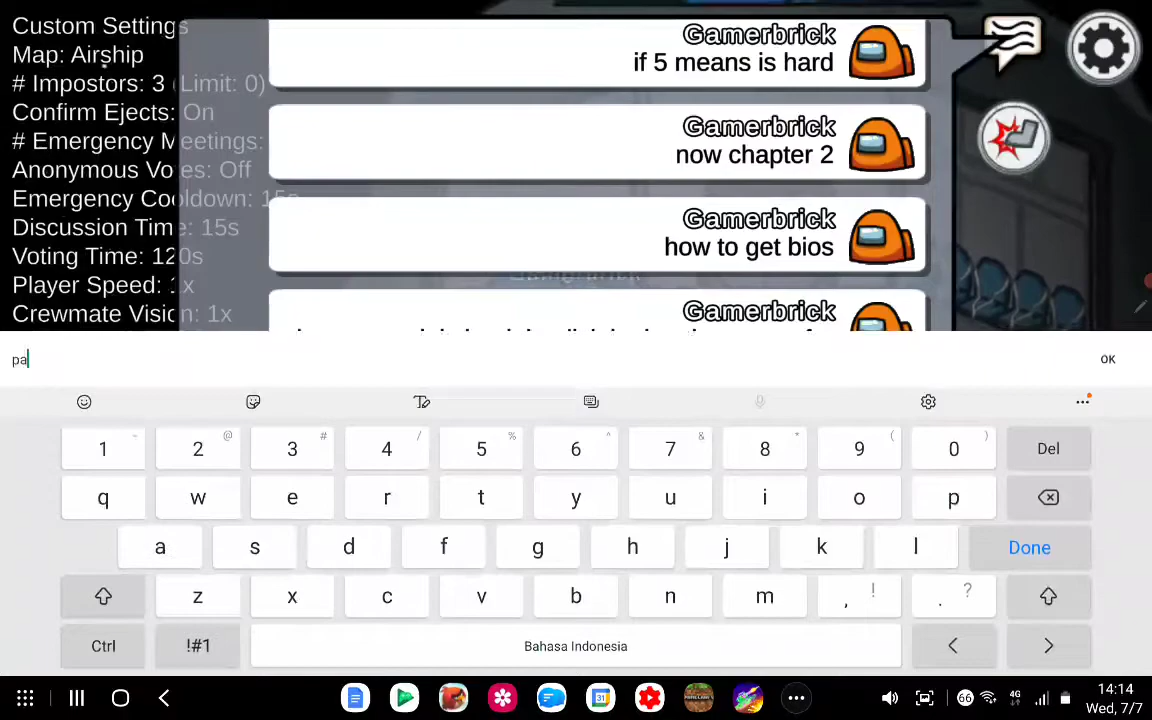 Custom Settings
Map: Airship
# Impostors: 3 (Limit: 0)
Confirm Ejects: On
# Emergency Meetings:
Anonymous Votes: Off
Emergency Cooldown: 15s
Discussion Time: 15s
Voting Time: 120s
Player Speed: 1x
Crewmate Vision: 1x
Gamerbrick
if 5 means is hard
Gamerbrick
now chapter 2
Gamerbrick
how to get bios
Gamerbrick
pa
OK
1 2 3 4 5 6 7 8 9 0 Del
~ @ # / % ^ & * ( )
q w e r t y u i o p
a s d f g h j k l Done
z x c v b n m , ! . ?
Ctrl !#1 Bahasa Indonesia < >
66 4G 14:14
Wed, 7/7